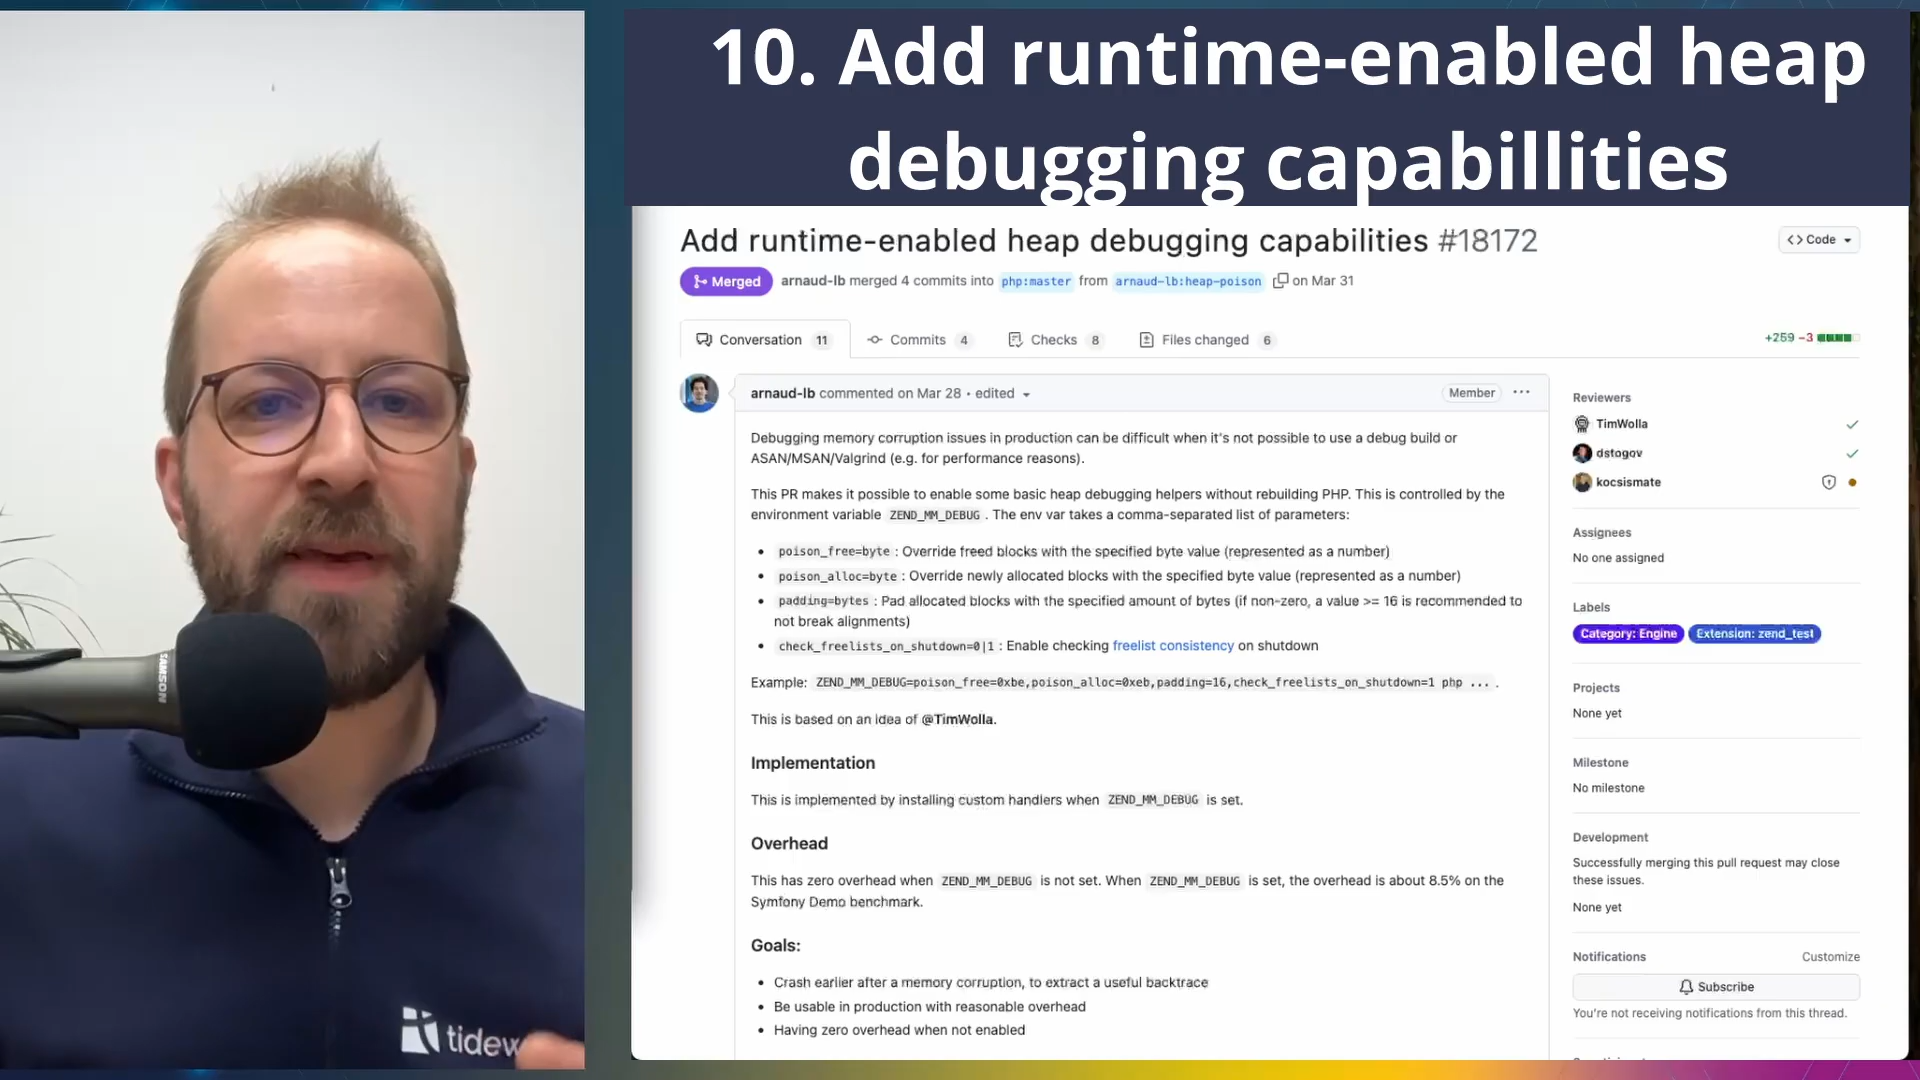 10. Add runtime-enabled heap
debugging capabillities
Add runtime-enabled heap debugging capabilities #18172
Code
Merged arnaud-lb merged 4 commits into php:master from arnaud-lb:heap-poison on Mar 31
Conversation 11 Commits 4 Checks 8 Files changed 6
+259 −3
arnaud-lb commented on Mar 28 • edited
Member
Debugging memory corruption issues in production can be difficult when it's not possible to use a debug build or
ASAN/MSAN/Valgrind (e.g. for performance reasons).
This PR makes it possible to enable some basic heap debugging helpers without rebuilding PHP. This is controlled by the
environment variable ZEND_MM_DEBUG . The env var takes a comma-separated list of parameters:
• poison_free=byte : Override freed blocks with the specified byte value (represented as a number)
• poison_alloc=byte : Override newly allocated blocks with the specified byte value (represented as a number)
• padding=bytes : Pad allocated blocks with the specified amount of bytes (if non-zero, a value >= 16 is recommended to
not break alignments)
• check_freelists_on_shutdown=0|1 : Enable checking freelist consistency on shutdown
Example: ZEND_MM_DEBUG=poison_free=0xbe,poison_alloc=0xeb,padding=16,check_freelists_on_shutdown=1 php ... .
This is based on an idea of @TimWolla.
Implementation
This is implemented by installing custom handlers when ZEND_MM_DEBUG is set.
Overhead
This has zero overhead when ZEND_MM_DEBUG is not set. When ZEND_MM_DEBUG is set, the overhead is about 8.5% on the
Symfony Demo benchmark.
Goals:
• Crash earlier after a memory corruption, to extract a useful backtrace
• Be usable in production with reasonable overhead
• Having zero overhead when not enabled
Reviewers
TimWolla
dstogov
kocsismate
Assignees
No one assigned
Labels
Category: Engine Extension: zend_test
Projects
None yet
Milestone
No milestone
Development
Successfully merging this pull request may close
these issues.
None yet
Notifications Customize
Subscribe
You're not receiving notifications from this thread.
SAMSON
tidew